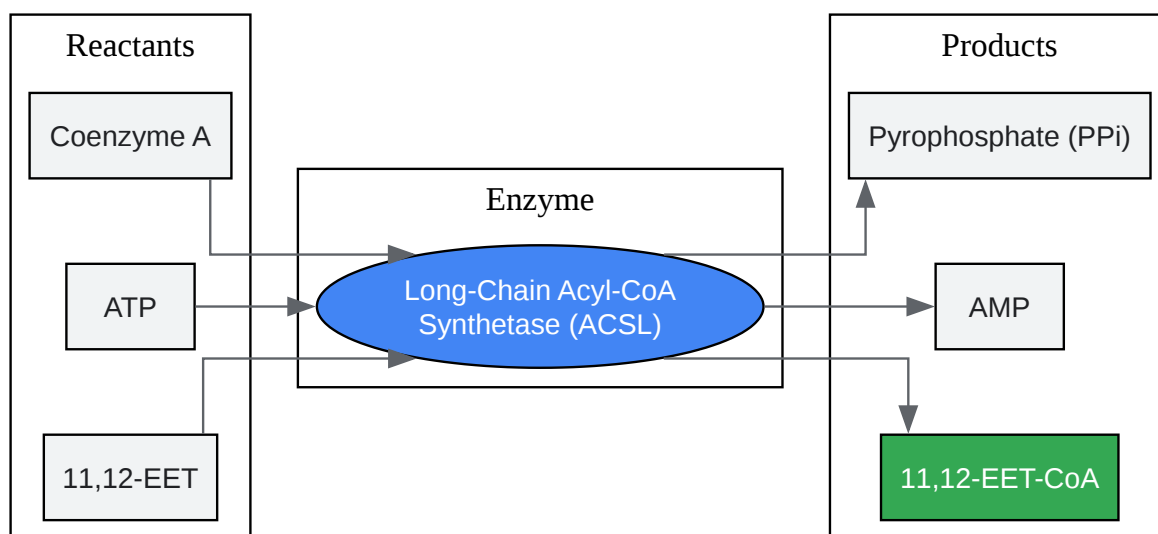 Reactants
Coenzyme A
ATP
11,12-EET
Enzyme
Long-Chain Acyl-CoA
Synthetase (ACSL)
Products
Pyrophosphate (PPi)
AMP
11,12-EET-CoA